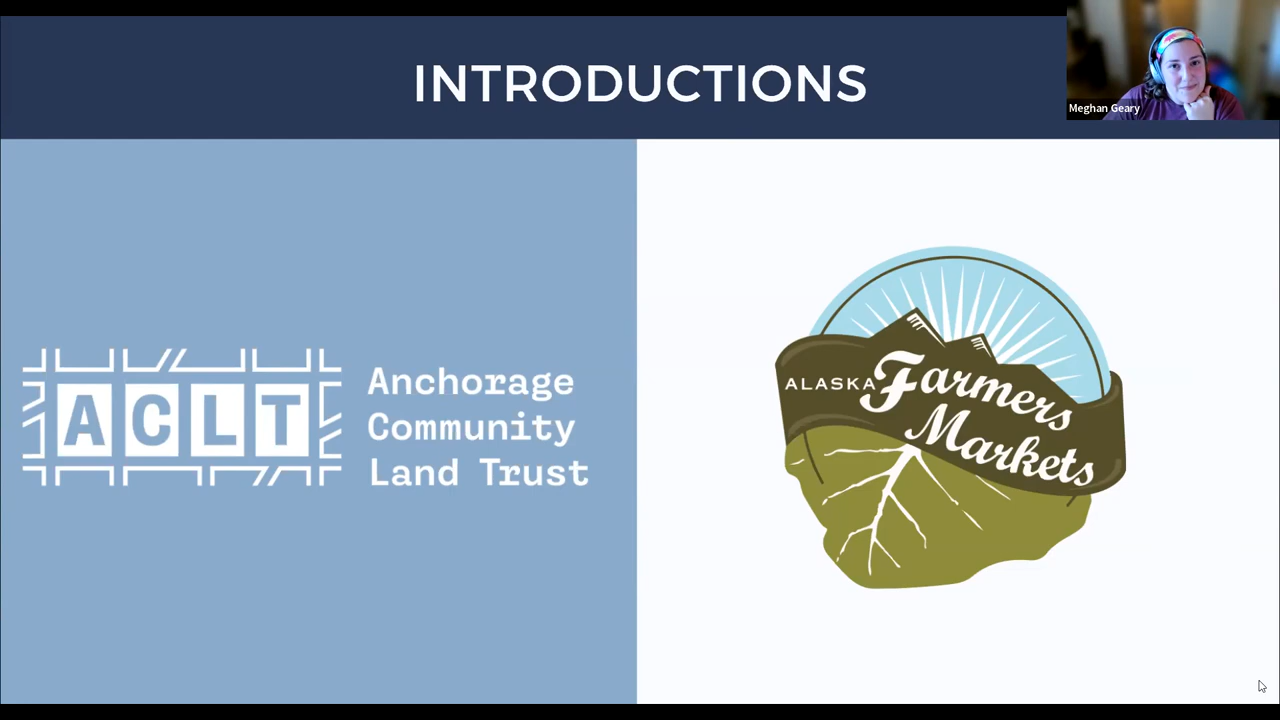 INTRODUCTIONS
Meghan Geary
ACLT
Anchorage
Community
Land Trust
ALASKA Farmers
Markets